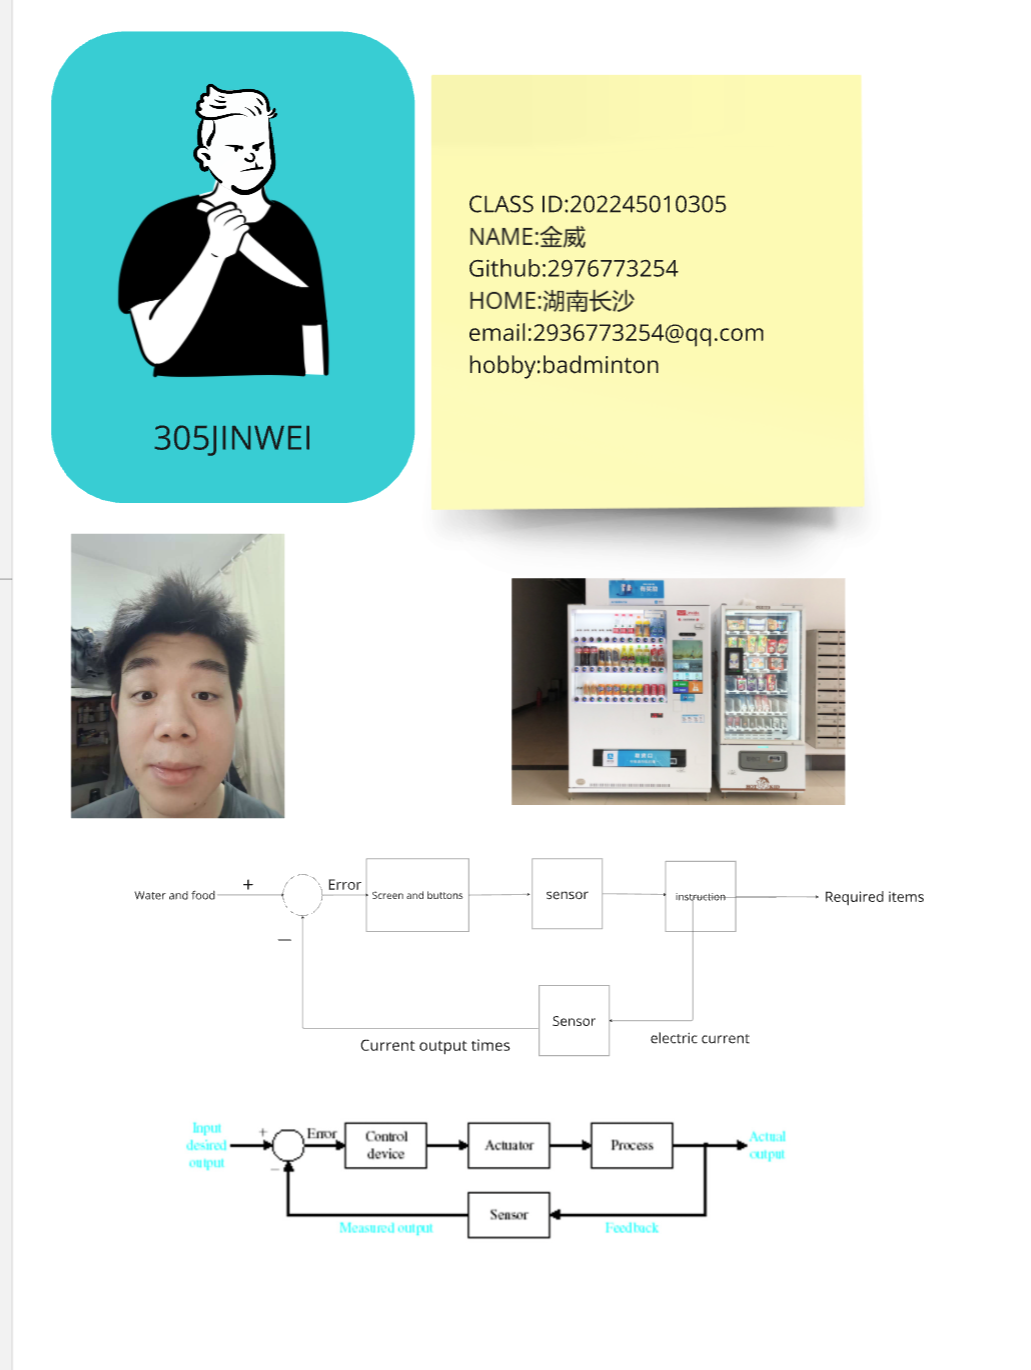 305JINWEI
CLASS ID:202245010305
NAME:金威
Github:2976773254
HOME:湖南长沙
email:2936773254@qq.com
hobby:badminton
Water and food
+
Error
Screen and buttons
sensor
instruction
Required items
—
Sensor
Current output times
electric current
Input
desired
output
+
Error
Control
device
Actuator
Process
Actual
output
−
Sensor
Measured output
Feedback